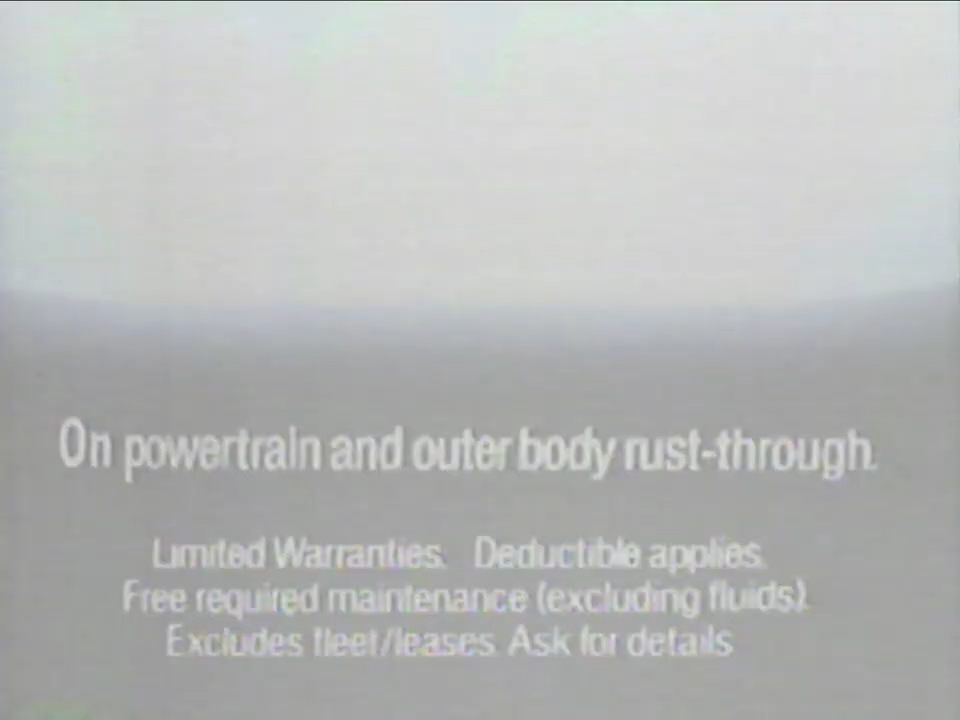 On powertrain and outer body rust-through.
Limited Warranties. Deductible applies.
Free required maintenance (excluding fluids).
Excludes fleet/leases. Ask for details.